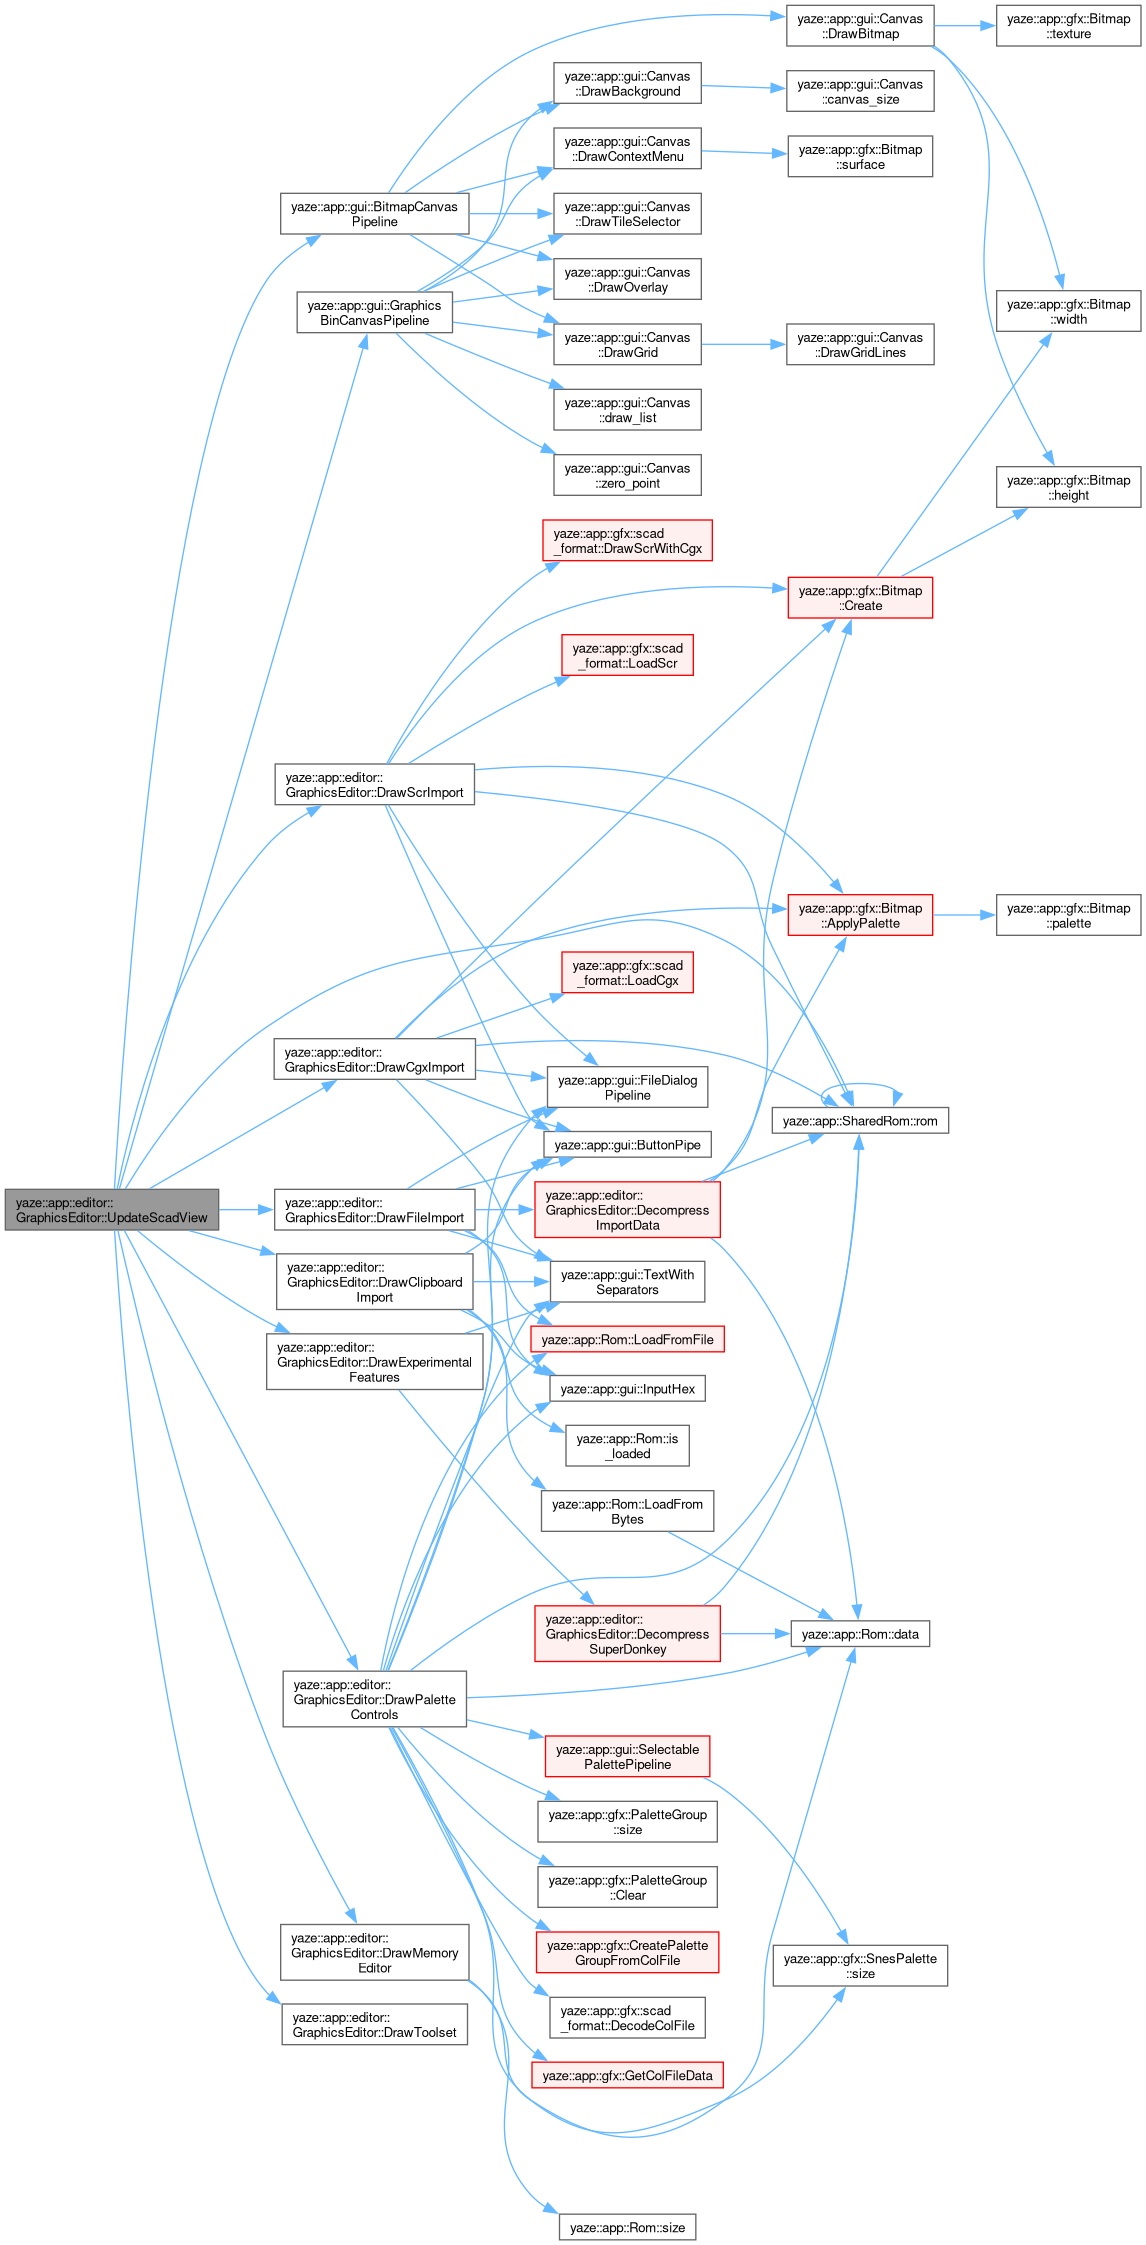 yaze::app::gui::Canvas
::DrawBitmap
yaze::app::gfx::Bitmap
::texture
yaze::app::gui::Canvas
::DrawBackground
yaze::app::gui::Canvas
::canvas_size
yaze::app::gui::Canvas
::DrawContextMenu
yaze::app::gfx::Bitmap
::surface
yaze::app::gui::BitmapCanvas
Pipeline
yaze::app::gui::Canvas
::DrawTileSelector
yaze::app::gui::Canvas
::DrawOverlay
yaze::app::gui::Graphics
BinCanvasPipeline
yaze::app::gfx::Bitmap
::width
yaze::app::gui::Canvas
::DrawGrid
yaze::app::gui::Canvas
::DrawGridLines
yaze::app::gui::Canvas
::draw_list
yaze::app::gui::Canvas
::zero_point
yaze::app::gfx::Bitmap
::height
yaze::app::gfx::scad
_format::DrawScrWithCgx
yaze::app::gfx::Bitmap
::Create
yaze::app::gfx::scad
_format::LoadScr
yaze::app::editor::
GraphicsEditor::DrawScrImport
yaze::app::gfx::Bitmap
::ApplyPalette
yaze::app::gfx::Bitmap
::palette
yaze::app::gfx::scad
_format::LoadCgx
yaze::app::editor::
GraphicsEditor::DrawCgxImport
yaze::app::gui::FileDialog
Pipeline
yaze::app::SharedRom::rom
yaze::app::gui::ButtonPipe
yaze::app::editor::
GraphicsEditor::UpdateScadView
yaze::app::editor::
GraphicsEditor::DrawFileImport
yaze::app::editor::
GraphicsEditor::Decompress
ImportData
yaze::app::editor::
GraphicsEditor::DrawClipboard
Import
yaze::app::gui::TextWith
Separators
yaze::app::Rom::LoadFromFile
yaze::app::editor::
GraphicsEditor::DrawExperimental
Features
yaze::app::gui::InputHex
yaze::app::Rom::is
_loaded
yaze::app::Rom::LoadFrom
Bytes
yaze::app::editor::
GraphicsEditor::Decompress
SuperDonkey
yaze::app::Rom::data
yaze::app::editor::
GraphicsEditor::DrawPalette
Controls
yaze::app::gui::Selectable
PalettePipeline
yaze::app::gfx::PaletteGroup
::size
yaze::app::gfx::PaletteGroup
::Clear
yaze::app::editor::
GraphicsEditor::DrawMemory
Editor
yaze::app::gfx::CreatePalette
GroupFromColFile
yaze::app::gfx::SnesPalette
::size
yaze::app::editor::
GraphicsEditor::DrawToolset
yaze::app::gfx::scad
_format::DecodeColFile
yaze::app::gfx::GetColFileData
yaze::app::Rom::size